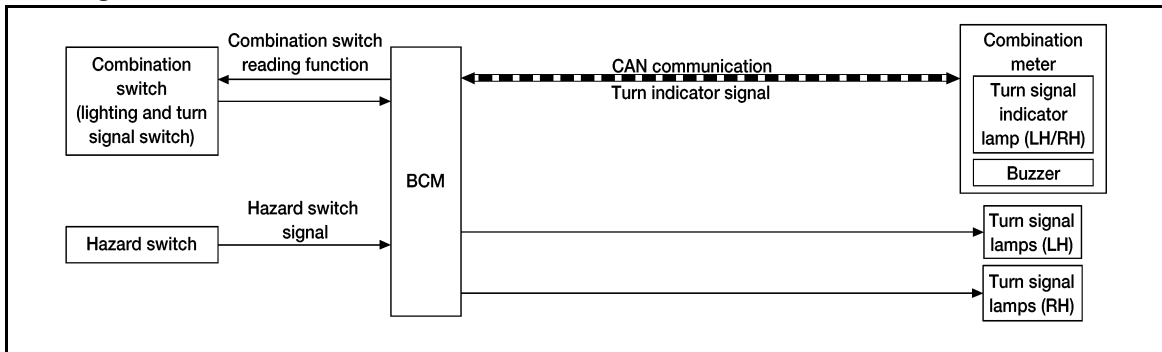 Combination
switch
(lighting and turn
signal switch)
Combination switch
reading function
Hazard switch
Hazard switch
signal
BCM
CAN communication
Turn indicator signal
Combination
meter
Turn signal
indicator
lamp (LH/RH)
Buzzer
Turn signal
lamps (LH)
Turn signal
lamps (RH)